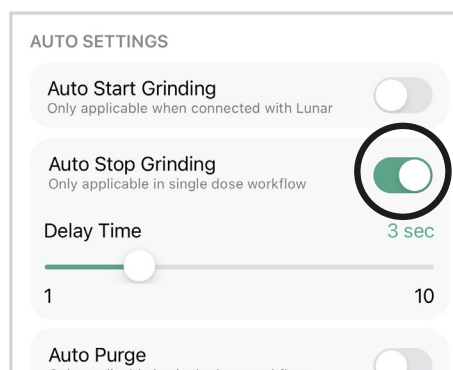 AUTO SETTINGS
Auto Start Grinding
Only applicable when connected with Lunar
Auto Stop Grinding
Only applicable in single dose workflow
Delay Time 3 sec
1 10
Auto Purge